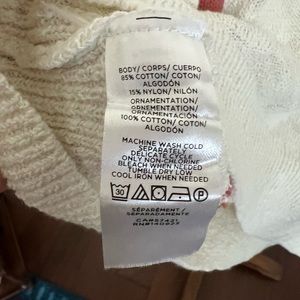 BODY/ CORPS/ CUERPO
85% COTTON/ COTON/
ALGODÓN
15% NYLON/ NILÓN
ORNAMENTATION/
ORNEMENTATION/
ORNAMENTACIÓN
100% COTTON/ COTON/
ALGODÓN
MACHINE WASH COLD
SEPARATELY
DELICATE CYCLE
ONLY NON-CHLORINE
BLEACH WHEN NEEDED
TUMBLE DRY LOW
COOL IRON WHEN NEEDED
30 P
SÉPARÉMENT /
SEPARADAMENTE